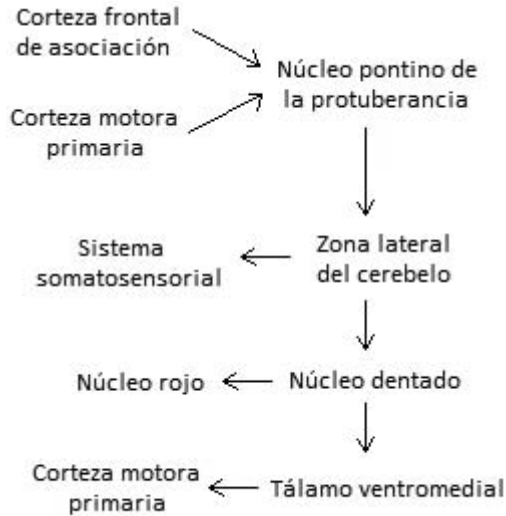 Corteza frontal
de asociación
Núcleo pontino de
la protuberancia
Corteza motora
primaria
Sistema
somatosensorial
Zona lateral
del cerebelo
Núcleo rojo
Núcleo dentado
Corteza motora
primaria
Tálamo ventromedial